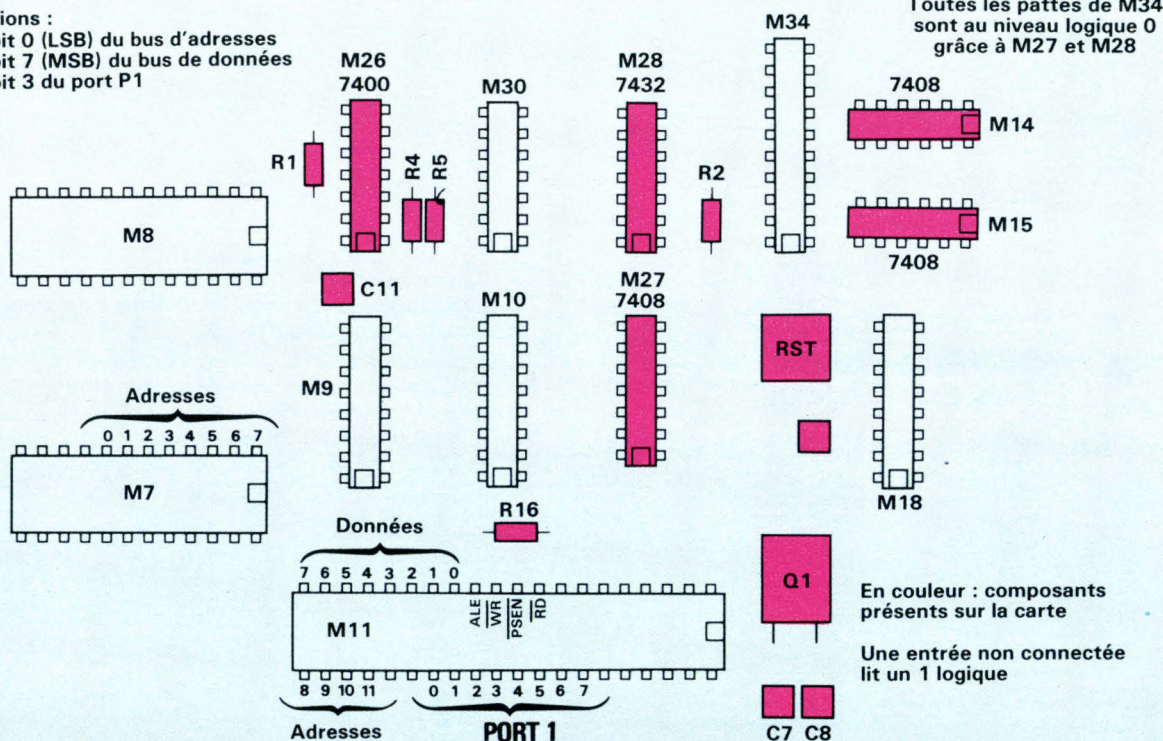 ions :
bit 0 (LSB) du bus d'adresses
bit 7 (MSB) du bus de données
bit 3 du port P1
Toutes les pattes de M34
sont au niveau logique 0
grâce à M27 et M28
M34
M26
7400
M30
M28
7432
7408
M14
R1
R4
R5
R2
M8
M15
7408
C11
M10
M27
7408
RST
M9
Adresses
0 1 2 3 4 5 6 7
M7
M18
R16
Données
7 6 5 4 3 2 1 0
Q1
En couleur : composants
présents sur la carte
ALE
WR
PSEN
RD
M11
Une entrée non connectée
lit un 1 logique
8 9 10 11
0 1 2 3 4 5 6 7
Adresses
PORT 1
C7 C8